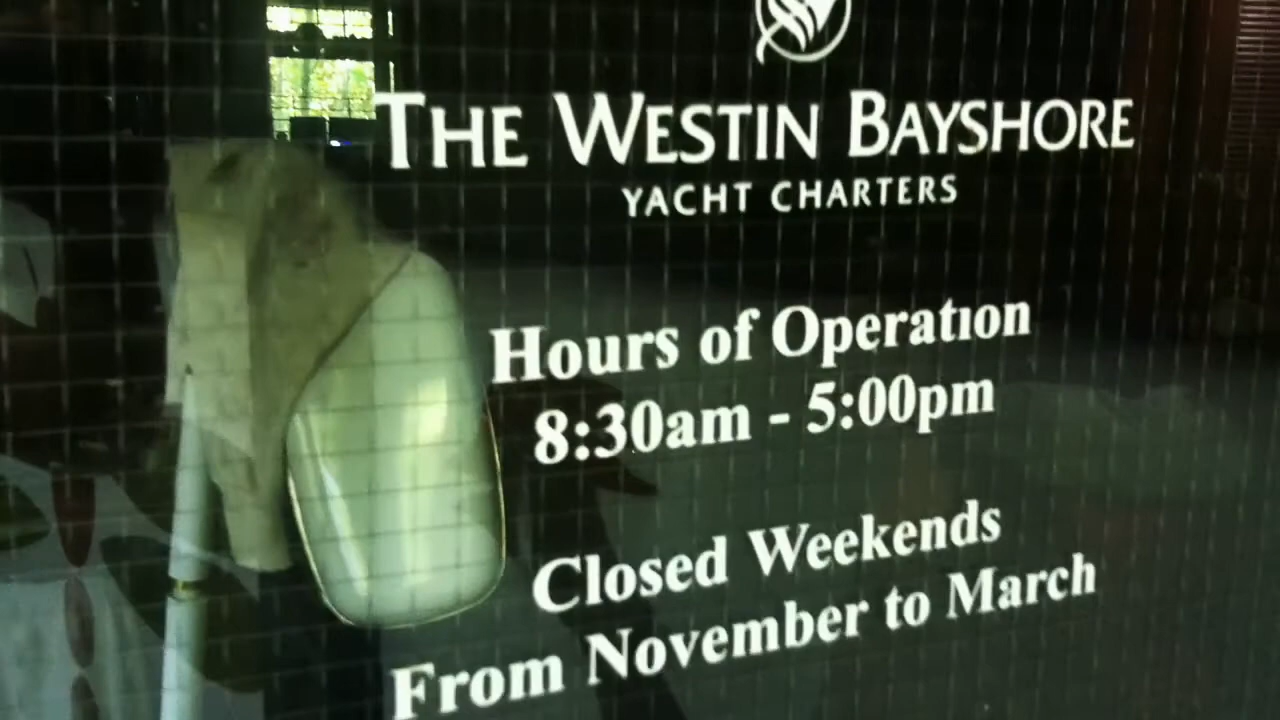 THE WESTIN BAYSHORE
YACHT CHARTERS
Hours of Operation
8:30am - 5:00pm
Closed Weekends
From November to March